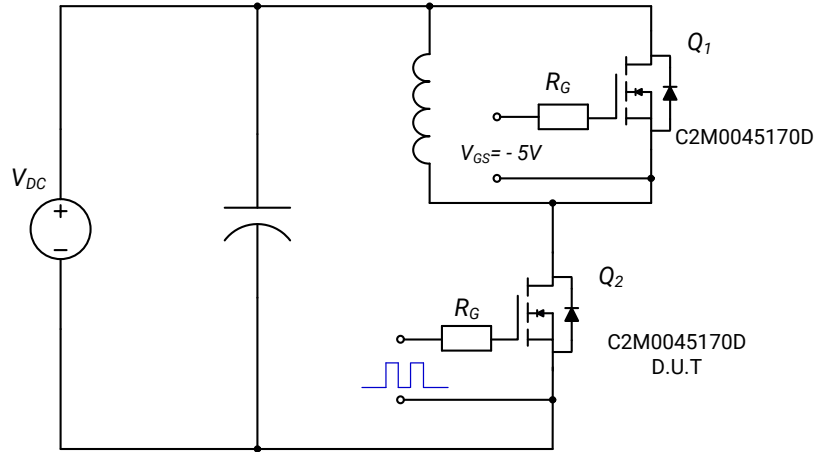 Q1
RG
C2M0045170D
VGS= - 5V
VDC
+
−
Q2
RG
C2M0045170D
D.U.T